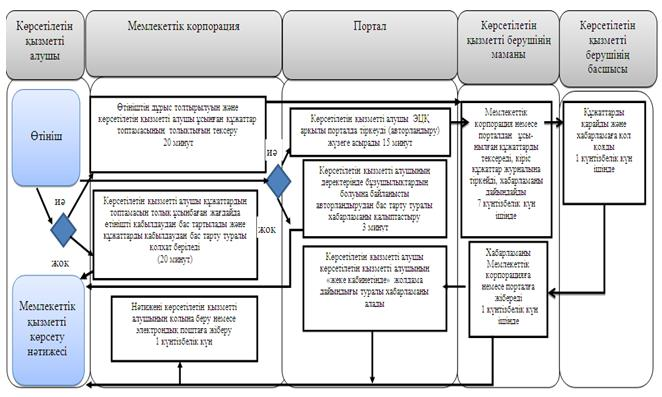 Көрсетілетін
қызметті
алушы
Мемлекеттік корпорация
Портал
Көрсетілетін
қызметті берушінің
маманы
Көрсетілетін
қызметті
берушінің
басшысы
Өтініш
иә
жоқ
Мемлекеттік
қызметті
көрсету
нәтижесі
Өтініштің дұрыс толтырылуын және
көрсетілетін қызметті алушы ұсынған құжаттар
топтамасының толықтығын тексеру
20 минут
Көрсетілетін қызметті алушы құжаттардың
топтамасын толық ұсынбаған жағдайда
өтінішті қабылдаудан бас тартылады және
құжаттарды қабылдаудан бас тарту туралы
қолхат беріледі
(20 минут)
Нәтижені көрсетілетін қызметті
алушының қолына беру немесе
электрондық поштаға жіберу
1 күнтізбелік күн
иә
жоқ
Көрсетілетін қызметті алушы ЭЦҚ
арқылы порталда тіркеуді (авторландыру)
жүзеге асырады 15 минут
Көрсетілетін қызметті алушының
деректерінде бұзушылықтардың
болуына байланысты
авторландырудан бас тарту туралы
хабарламаны қалыптастыру
3 минут
Көрсетілетін қызметті алушы
көрсетілетін қызметті алушының
«жеке кабинетінде» жолдама
дайындығы туралы хабарламаны
алады
Мемлекеттік
корпорация немесе
порталдан ұсы-
нылған құжаттарды
тексереді, кіріс
құжаттар журналына
тіркейді, хабарламаны
дайындайды
7 күнтізбелік күн
ішінде
Хабарламаны
Мемлекеттік
корпорацияға
немесе порталға
жібереді
1 күнтізбелік күн
ішінде
Құжаттарды
қарайды және
хабарламаға қол
қояды
1 күнтізбелік күн
ішінде